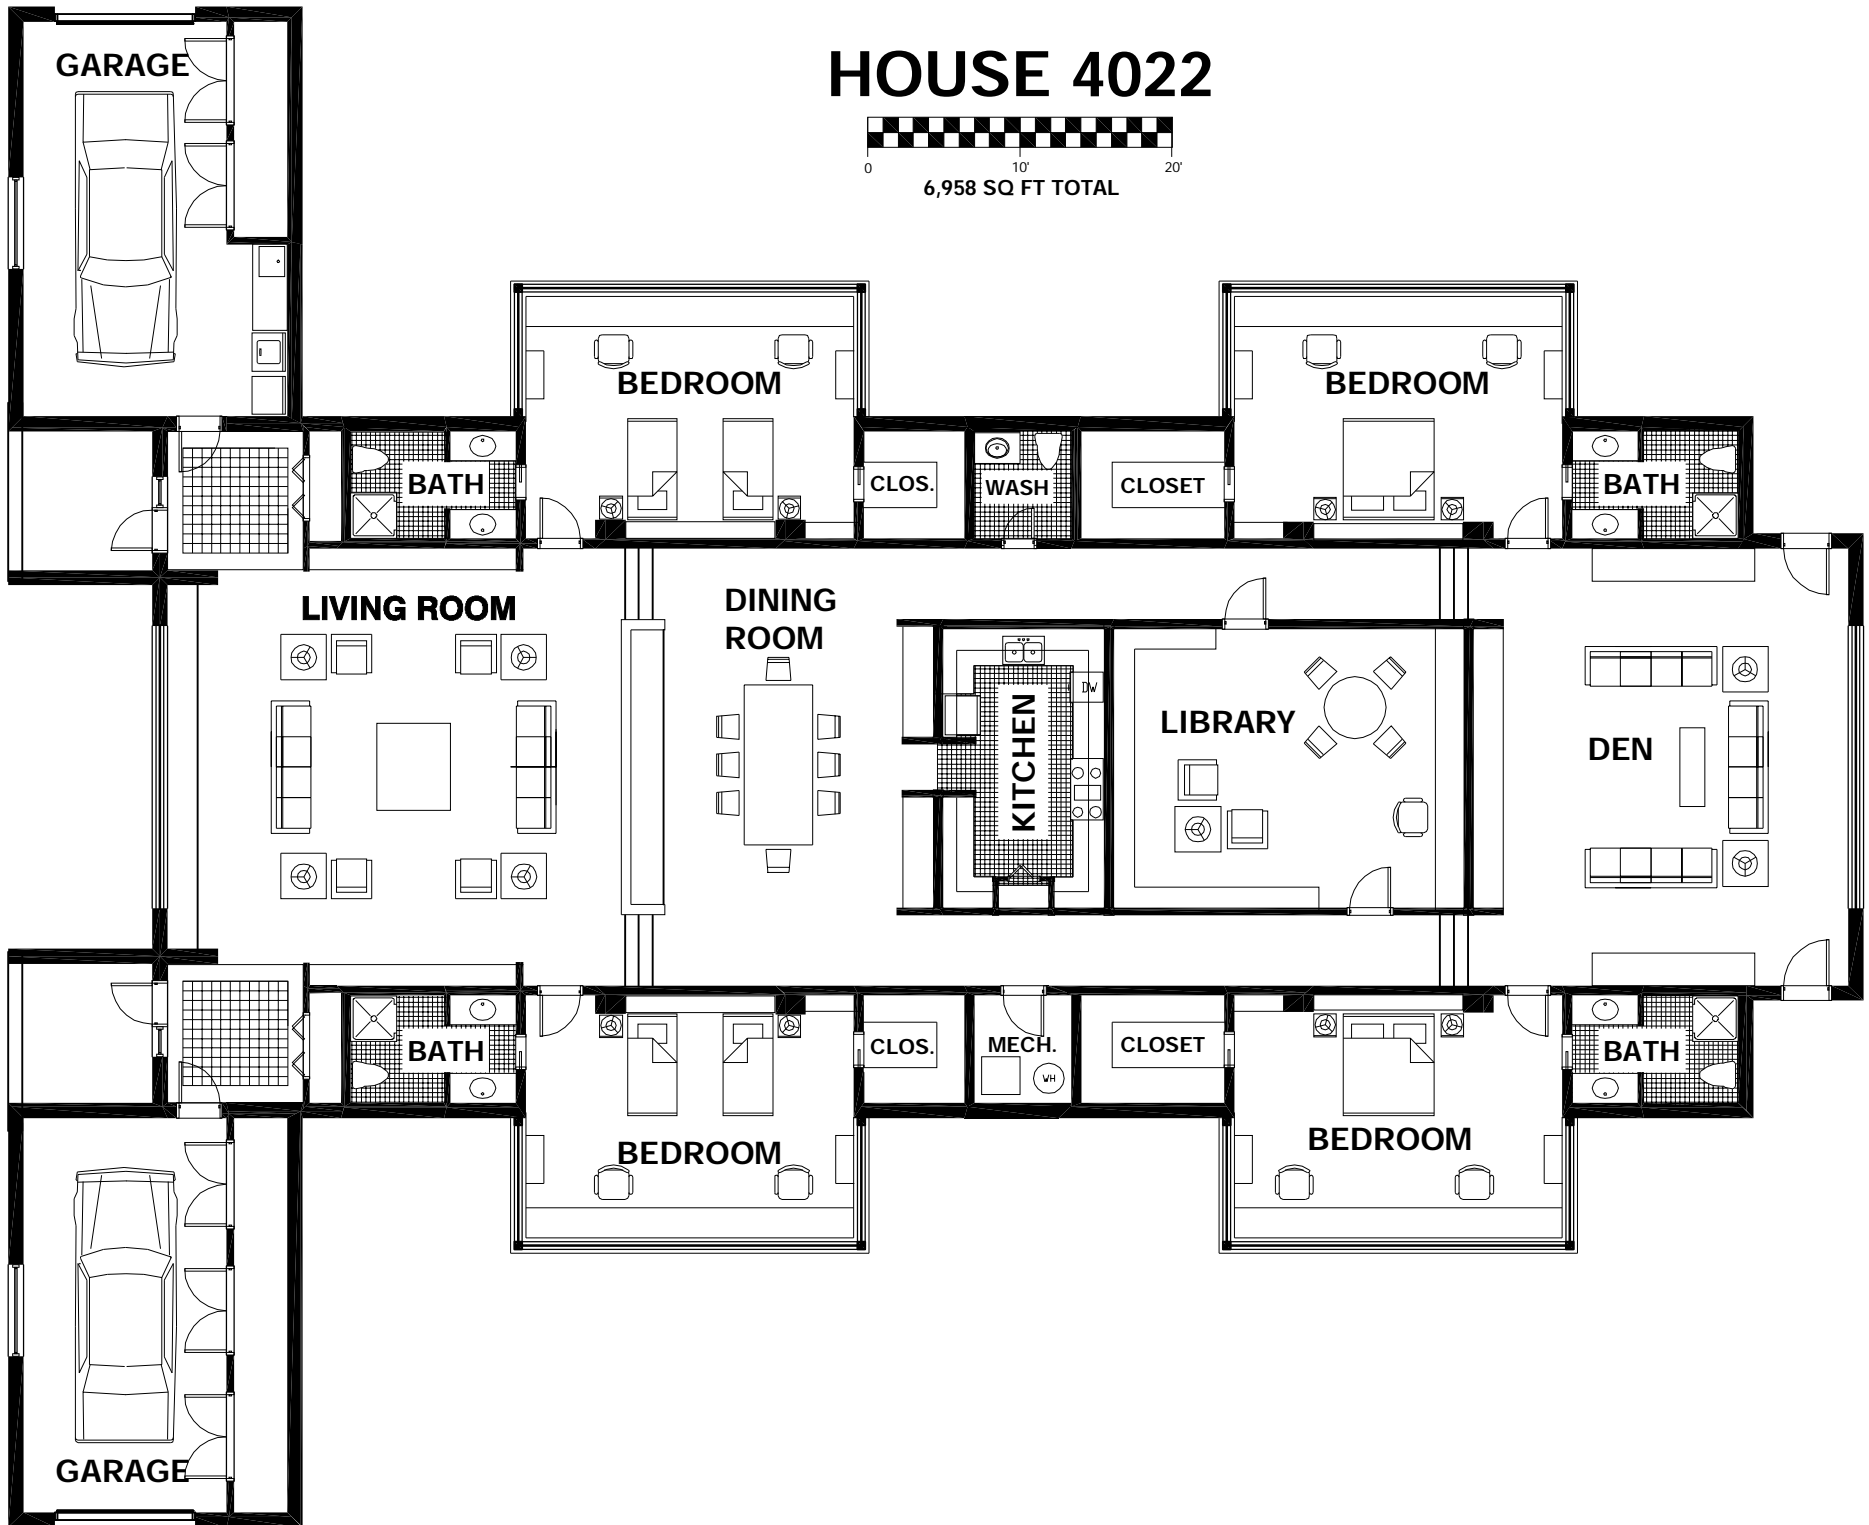 HOUSE 4022
0 10' 20'
6,958 SQ FT TOTAL
GARAGE
BEDROOM
BEDROOM
BATH
CLOS.
WASH
CLOSET
BATH
LIVING ROOM
DINING
ROOM
KITCHEN
DW
LIBRARY
DEN
BATH
CLOS.
MECH.
WH
CLOSET
BATH
BEDROOM
BEDROOM
GARAGE